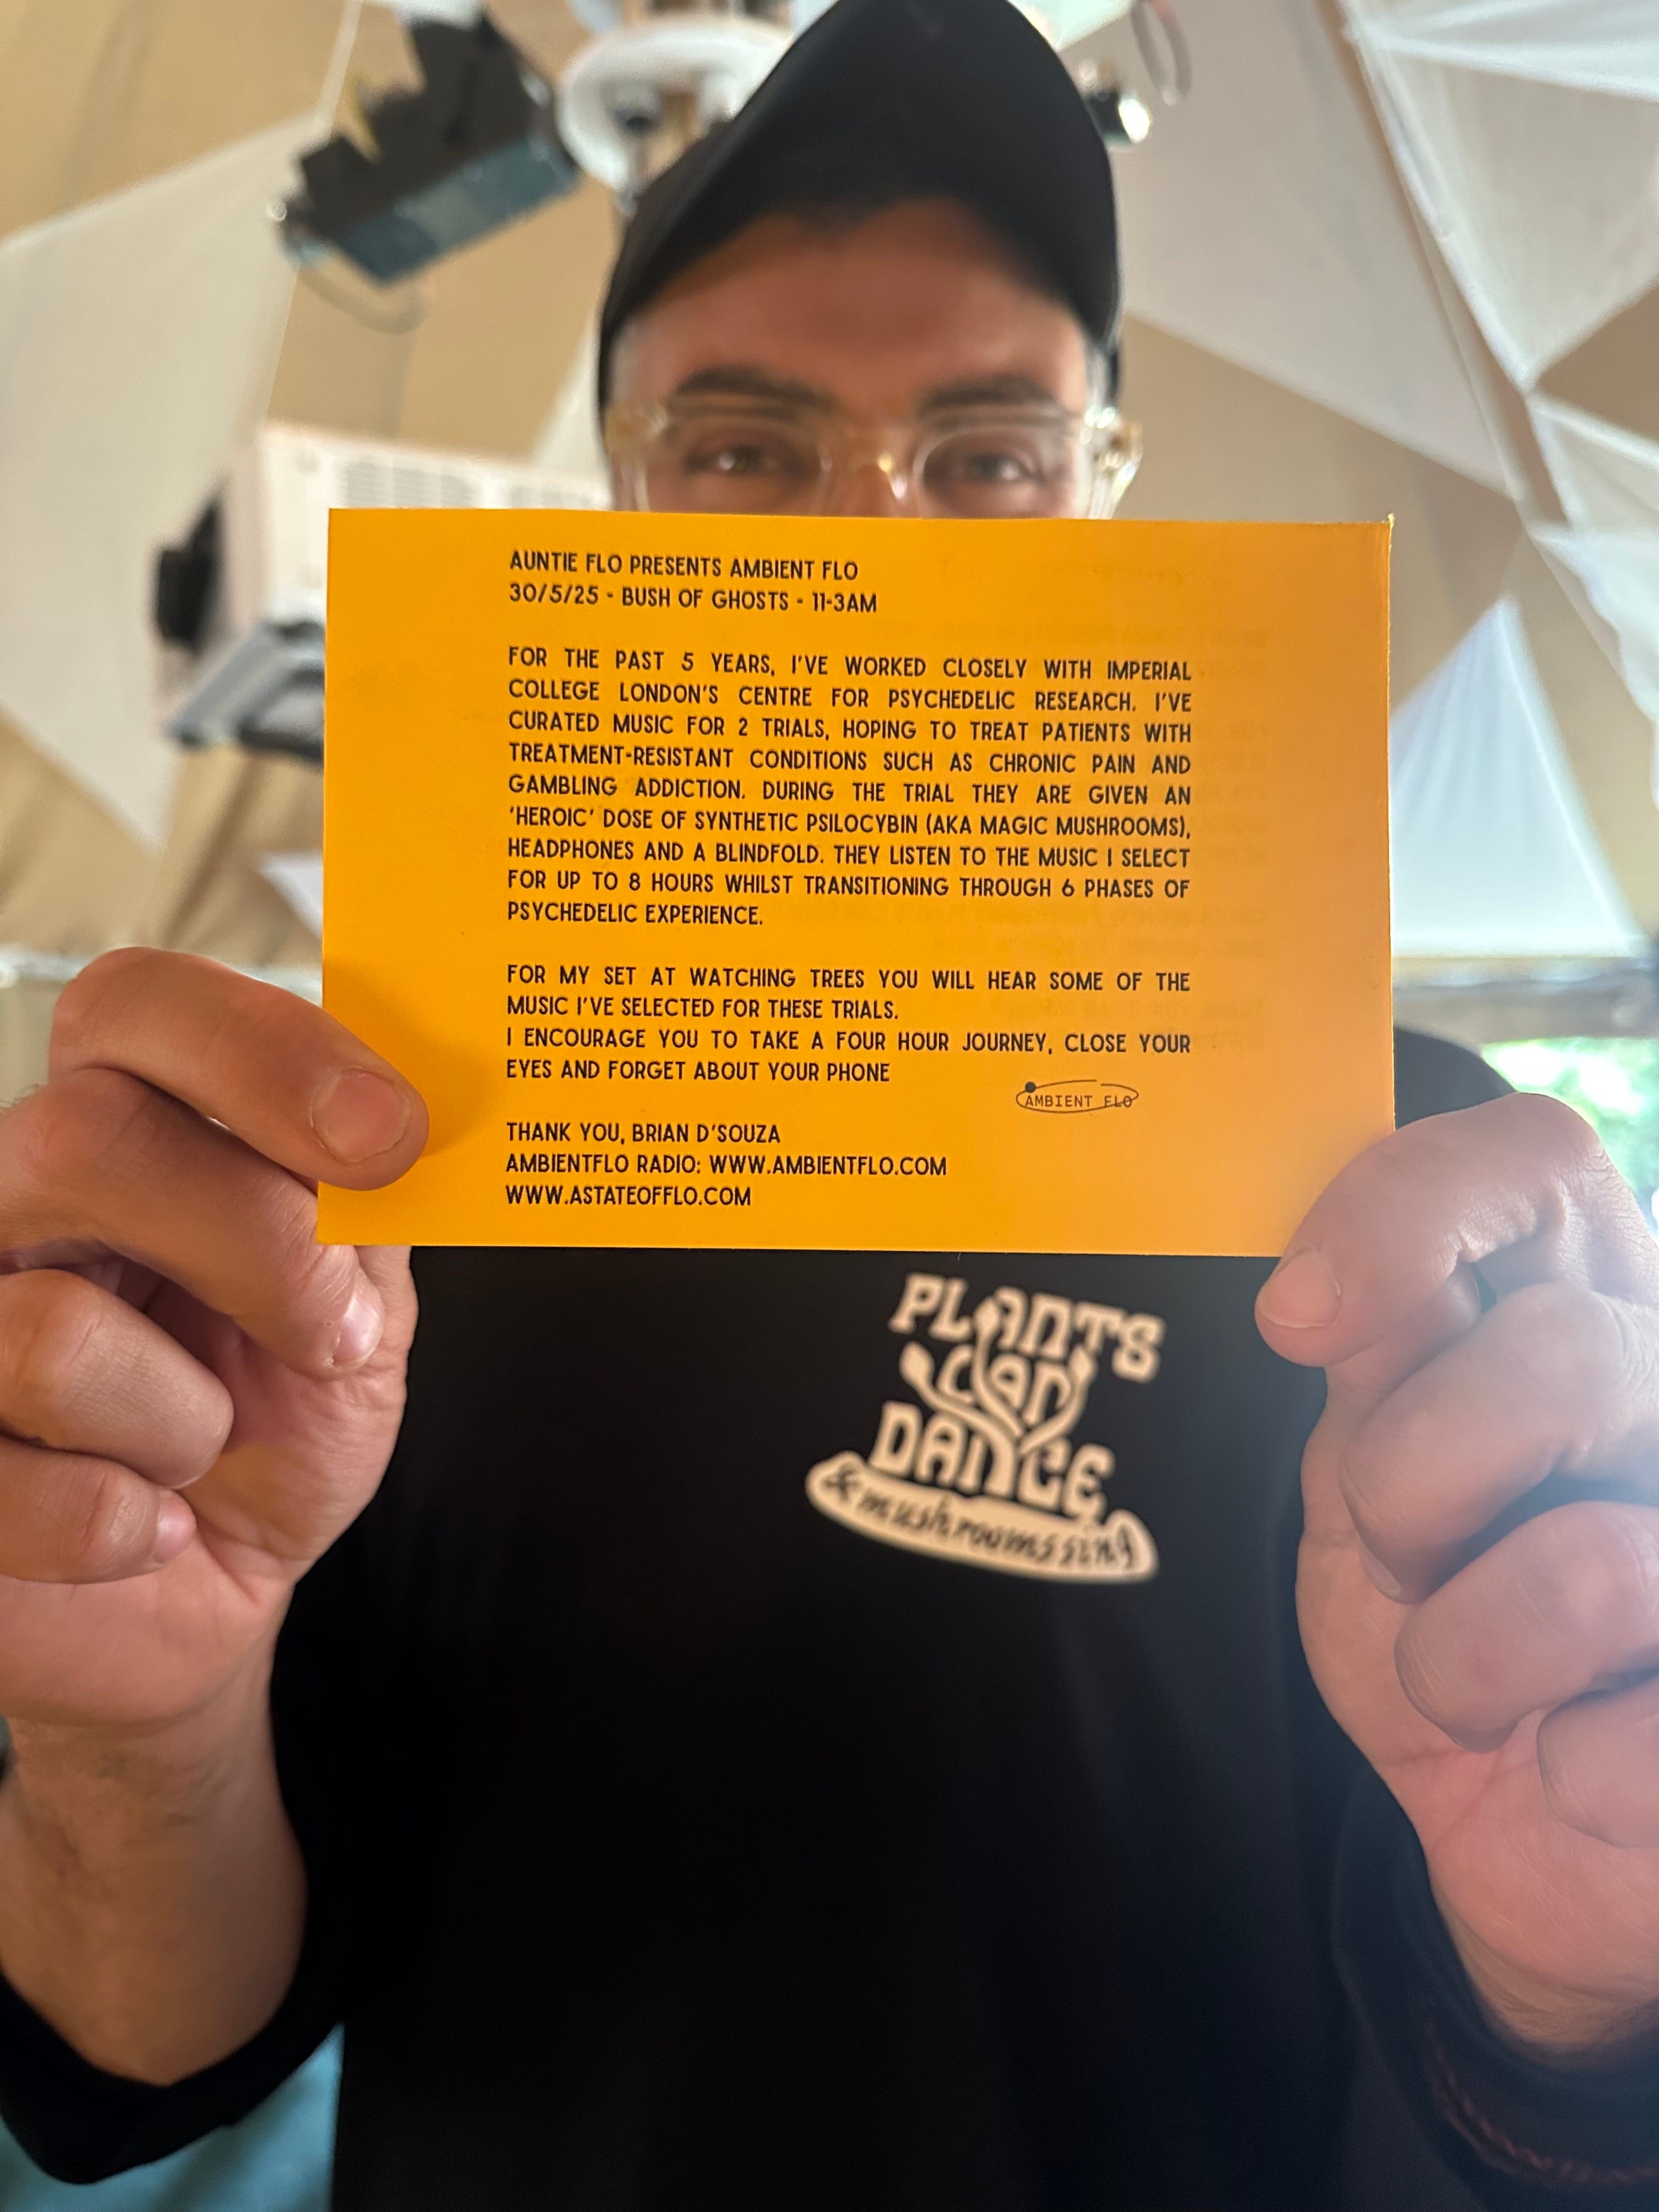 AUNTIE FLO PRESENTS AMBIENT FLO
30/5/25 - BUSH OF GHOSTS - 11-3AM
FOR THE PAST 5 YEARS, I'VE WORKED CLOSELY WITH IMPERIAL
COLLEGE LONDON'S CENTRE FOR PSYCHEDELIC RESEARCH. I'VE
CURATED MUSIC FOR 2 TRIALS, HOPING TO TREAT PATIENTS WITH
TREATMENT-RESISTANT CONDITIONS SUCH AS CHRONIC PAIN AND
GAMBLING ADDICTION. DURING THE TRIAL THEY ARE GIVEN AN
'HEROIC' DOSE OF SYNTHETIC PSILOCYBIN (AKA MAGIC MUSHROOMS),
HEADPHONES AND A BLINDFOLD. THEY LISTEN TO THE MUSIC I SELECT
FOR UP TO 8 HOURS WHILST TRANSITIONING THROUGH 6 PHASES OF
PSYCHEDELIC EXPERIENCE.
FOR MY SET AT WATCHING TREES YOU WILL HEAR SOME OF THE
MUSIC I'VE SELECTED FOR THESE TRIALS.
I ENCOURAGE YOU TO TAKE A FOUR HOUR JOURNEY, CLOSE YOUR
EYES AND FORGET ABOUT YOUR PHONE
AMBIENT FLO
THANK YOU, BRIAN D'SOUZA
AMBIENTFLO RADIO: WWW.AMBIENTFLO.COM
WWW.ASTATEOFFLO.COM
PLANTS
CAN
DANCE
& mushrooms sing